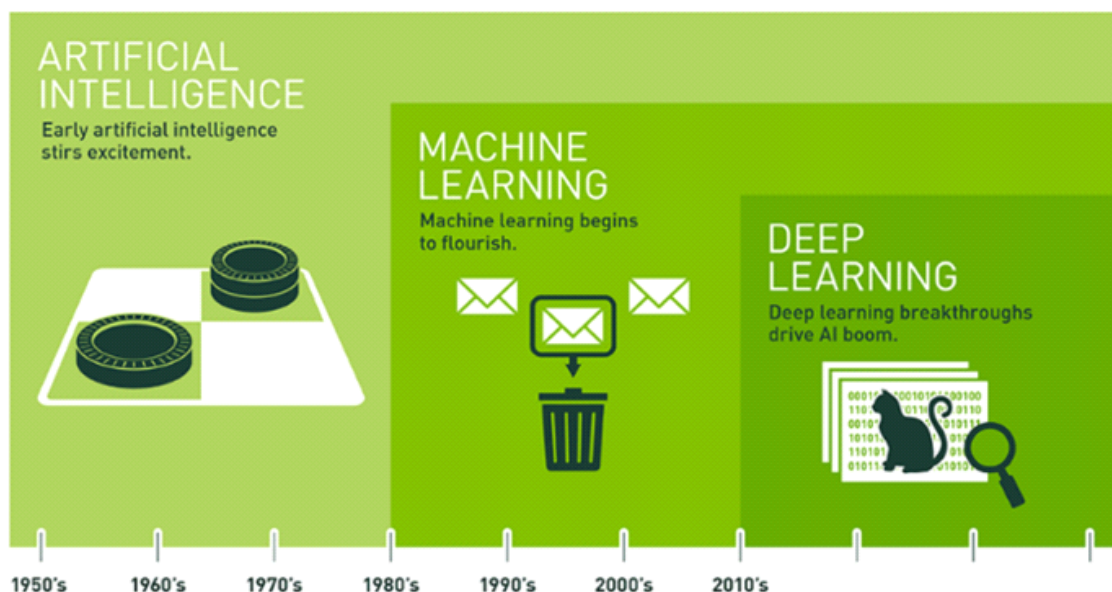 ARTIFICIAL
INTELLIGENCE
Early artificial intelligence
stirs excitement.
MACHINE
LEARNING
Machine learning begins
to flourish.
DEEP
LEARNING
Deep learning breakthroughs
drive AI boom.
1950's 1960's 1970's 1980's 1990's 2000's 2010's